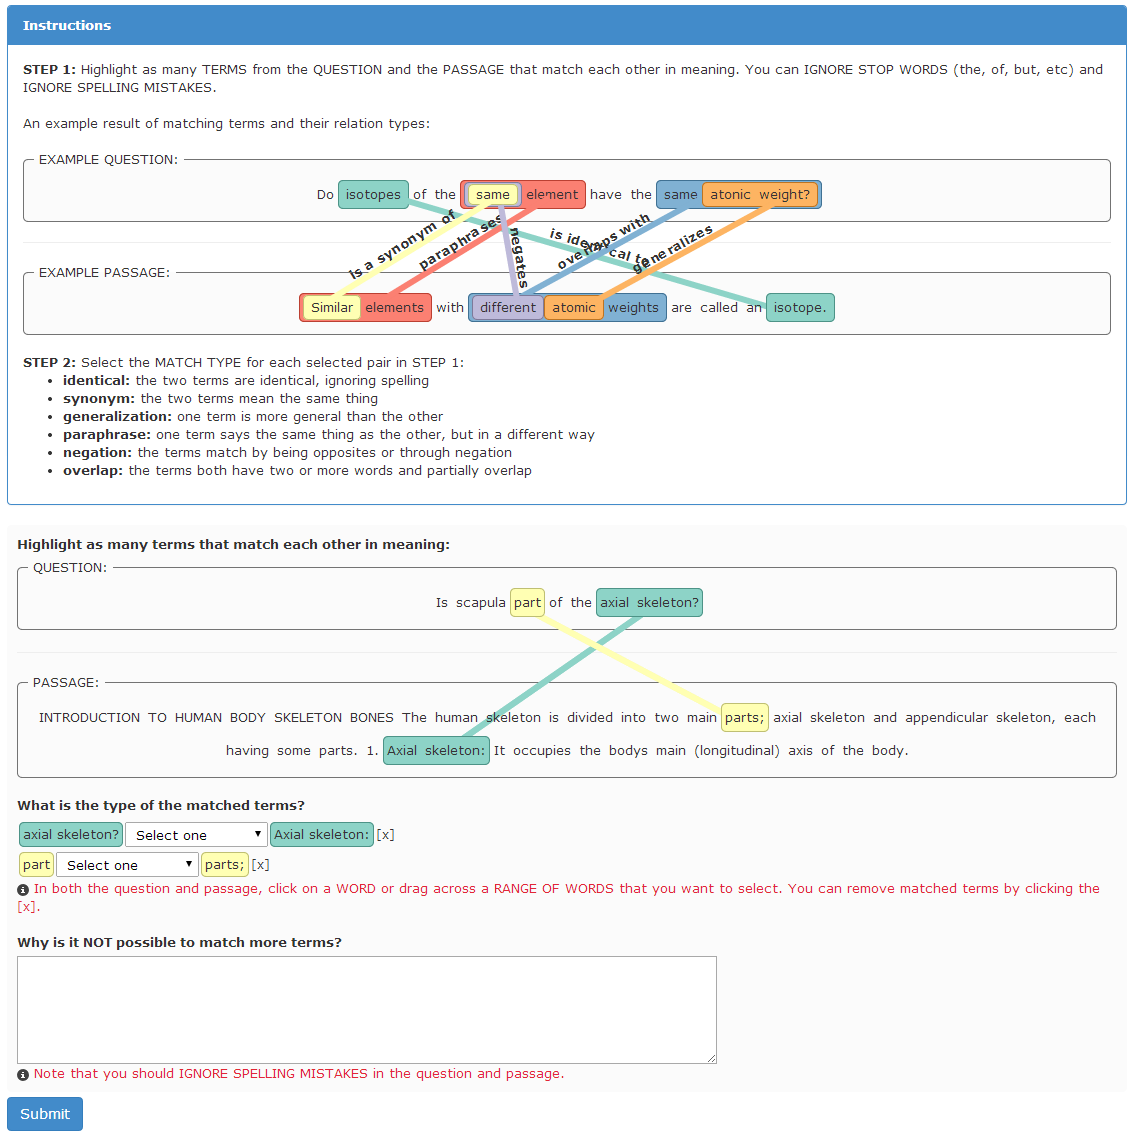 Instructions
STEP 1: Highlight as many TERMS from the QUESTION and the PASSAGE that match each other in meaning. You can IGNORE STOP WORDS (the, of, but, etc) and
IGNORE SPELLING MISTAKES.
An example result of matching terms and their relation types:
EXAMPLE QUESTION:
Do isotopes of the same element have the same atonic weight?
is a synonym of
paraphrases
negates
overlaps with
is identical to
generalizes
EXAMPLE PASSAGE:
Similar elements with different atomic weights are called an isotope.
STEP 2: Select the MATCH TYPE for each selected pair in STEP 1:
• identical: the two terms are identical, ignoring spelling
• synonym: the two terms mean the same thing
• generalization: one term is more general than the other
• paraphrase: one term says the same thing as the other, but in a different way
• negation: the terms match by being opposites or through negation
• overlap: the terms both have two or more words and partially overlap
Highlight as many terms that match each other in meaning:
QUESTION:
Is scapula part of the axial skeleton?
PASSAGE:
INTRODUCTION TO HUMAN BODY SKELETON BONES The human skeleton is divided into two main parts; axial skeleton and appendicular skeleton, each
having some parts. 1. Axial skeleton: It occupies the bodys main (longitudinal) axis of the body.
What is the type of the matched terms?
axial skeleton? Select one Axial skeleton: [x]
part Select one parts; [x]
In both the question and passage, click on a WORD or drag across a RANGE OF WORDS that you want to select. You can remove matched terms by clicking the
[x].
Why is it NOT possible to match more terms?
Note that you should IGNORE SPELLING MISTAKES in the question and passage.
Submit